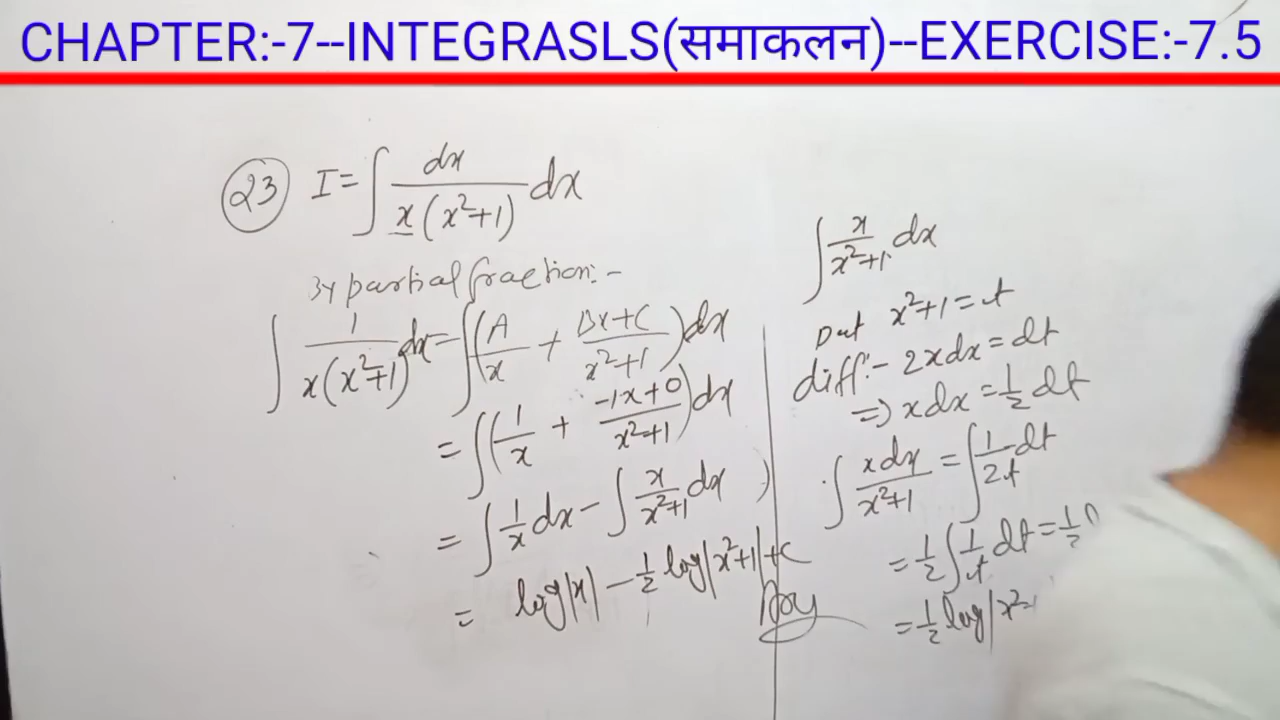 CHAPTER:-7--INTEGRASLS(समाकलन)--EXERCISE:-7.5
23 I = ∫ dx / x(x²+1) dx
By partial fraction:-
∫ 1 / x(x²+1) dx = ∫(A/x + Bx+C / x²+1)dx
= ∫(1/x + -1x+0 / x²+1)dx
= ∫ 1/x dx - ∫ x / x²+1 dx
= log|x| - 1/2 log|x²+1|+C
∫ x / x²+1 dx
Put x²+1 = t
diff:- 2x dx = dt
=> x dx = 1/2 dt
∫ x dx / x²+1 = ∫ 1/2t dt
= 1/2 ∫ 1/t dt = 1/2
= 1/2 log|x²